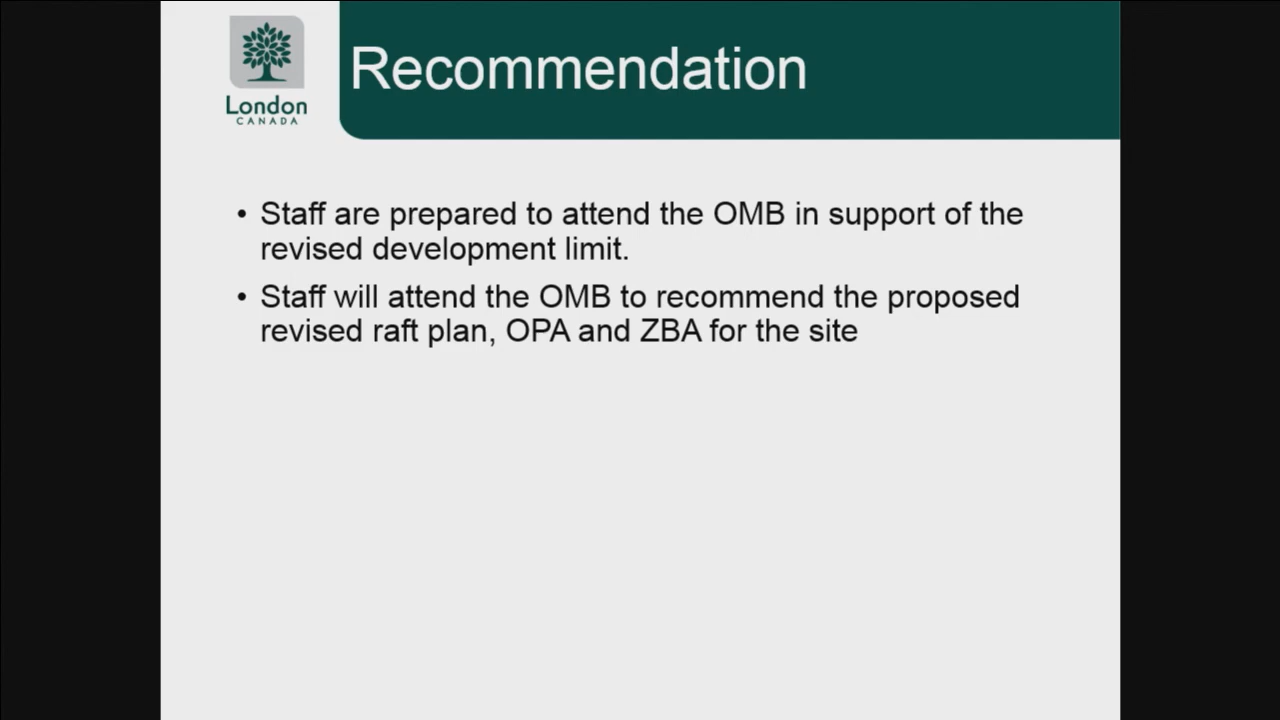 London
CANADA
Recommendation
• Staff are prepared to attend the OMB in support of the
revised development limit.
• Staff will attend the OMB to recommend the proposed
revised raft plan, OPA and ZBA for the site